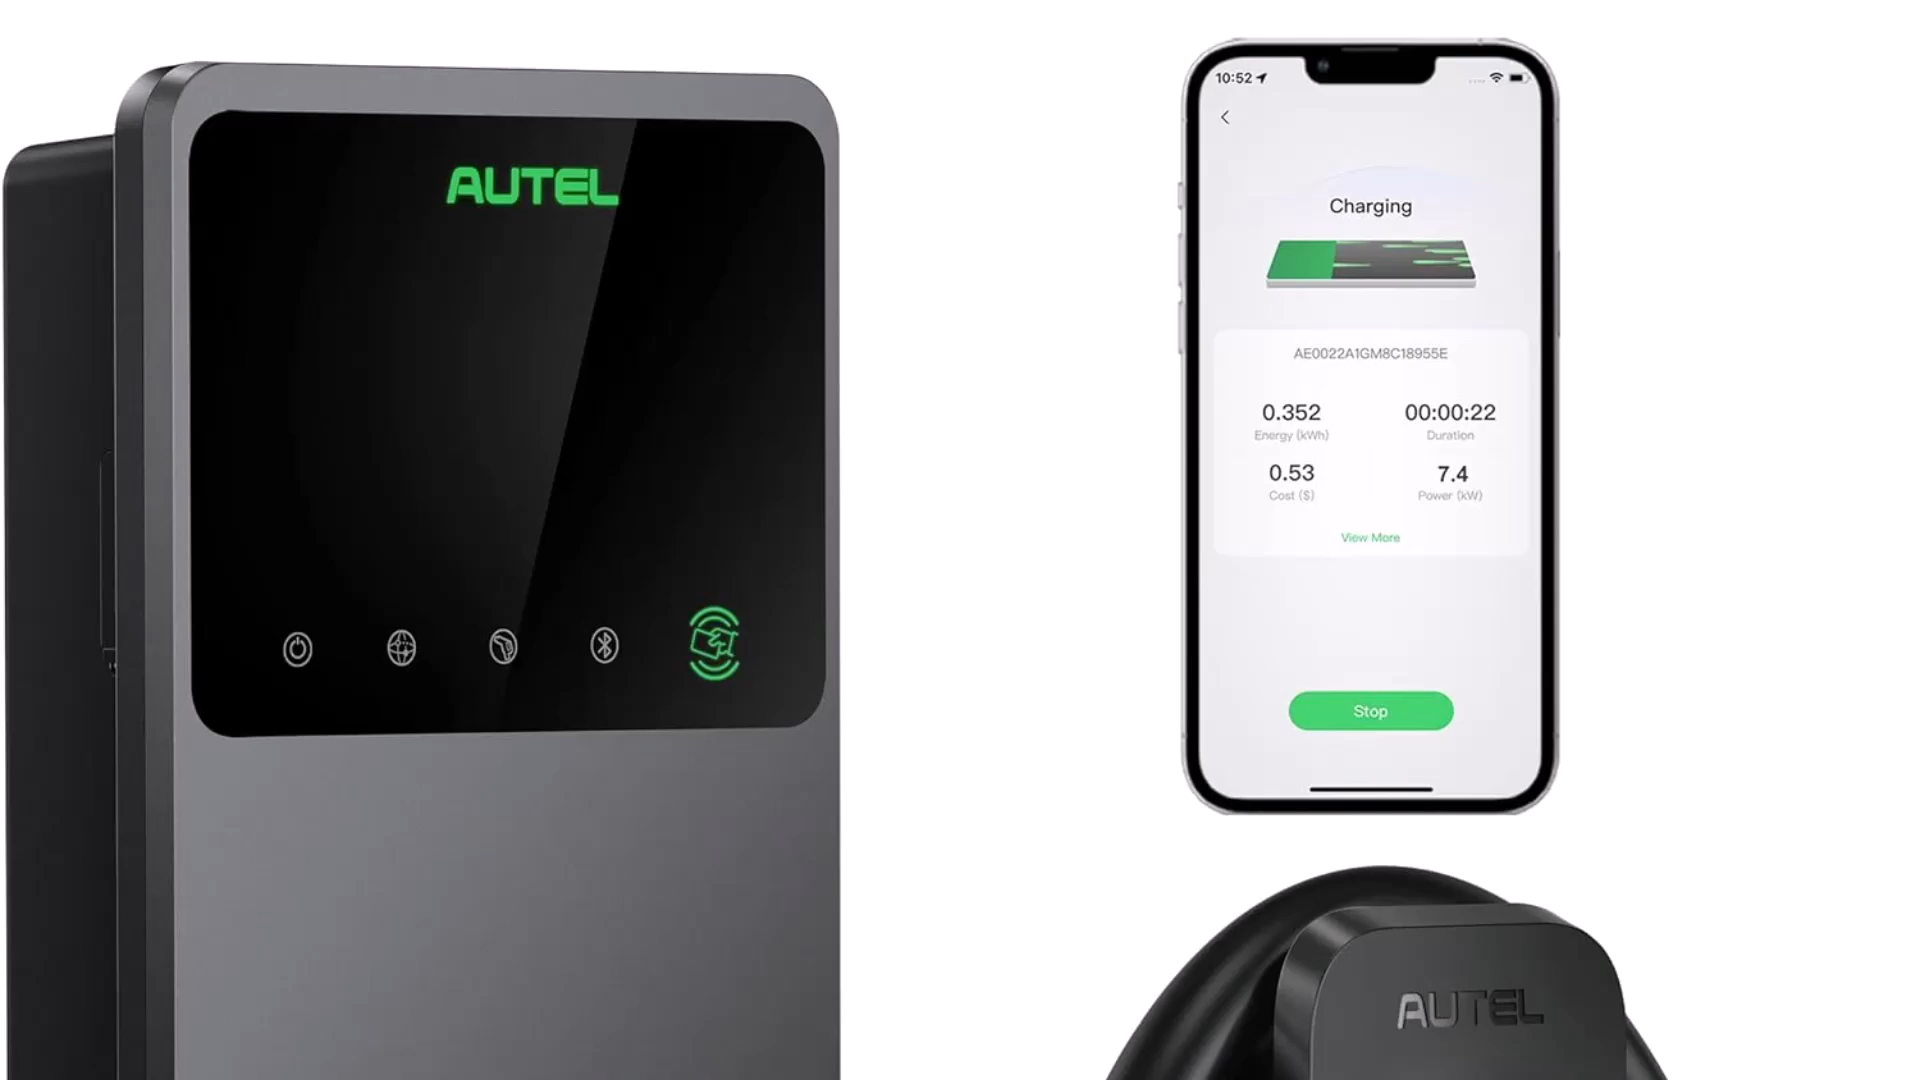 AUTEL
10:52
Charging
AE0022A1GM8C18955E
0.352
Energy (kWh)
00:00:22
Duration
0.53
Cost ($)
7.4
Power (kW)
View More
Stop
AUTEL